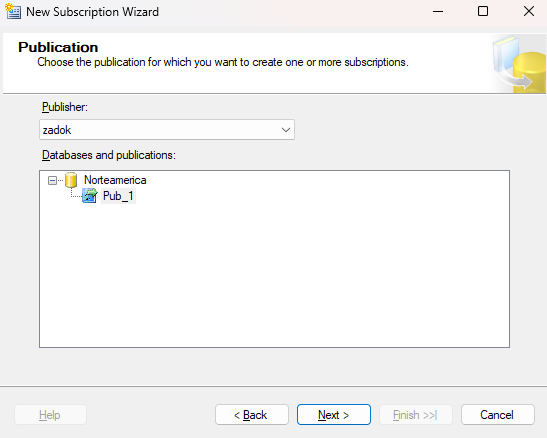 New Subscription Wizard
Publication
Choose the publication for which you want to create one or more subscriptions.
Publisher:
zadok
Databases and publications:
Norteamerica
Pub_1
Help
< Back
Next >
Finish >>|
Cancel